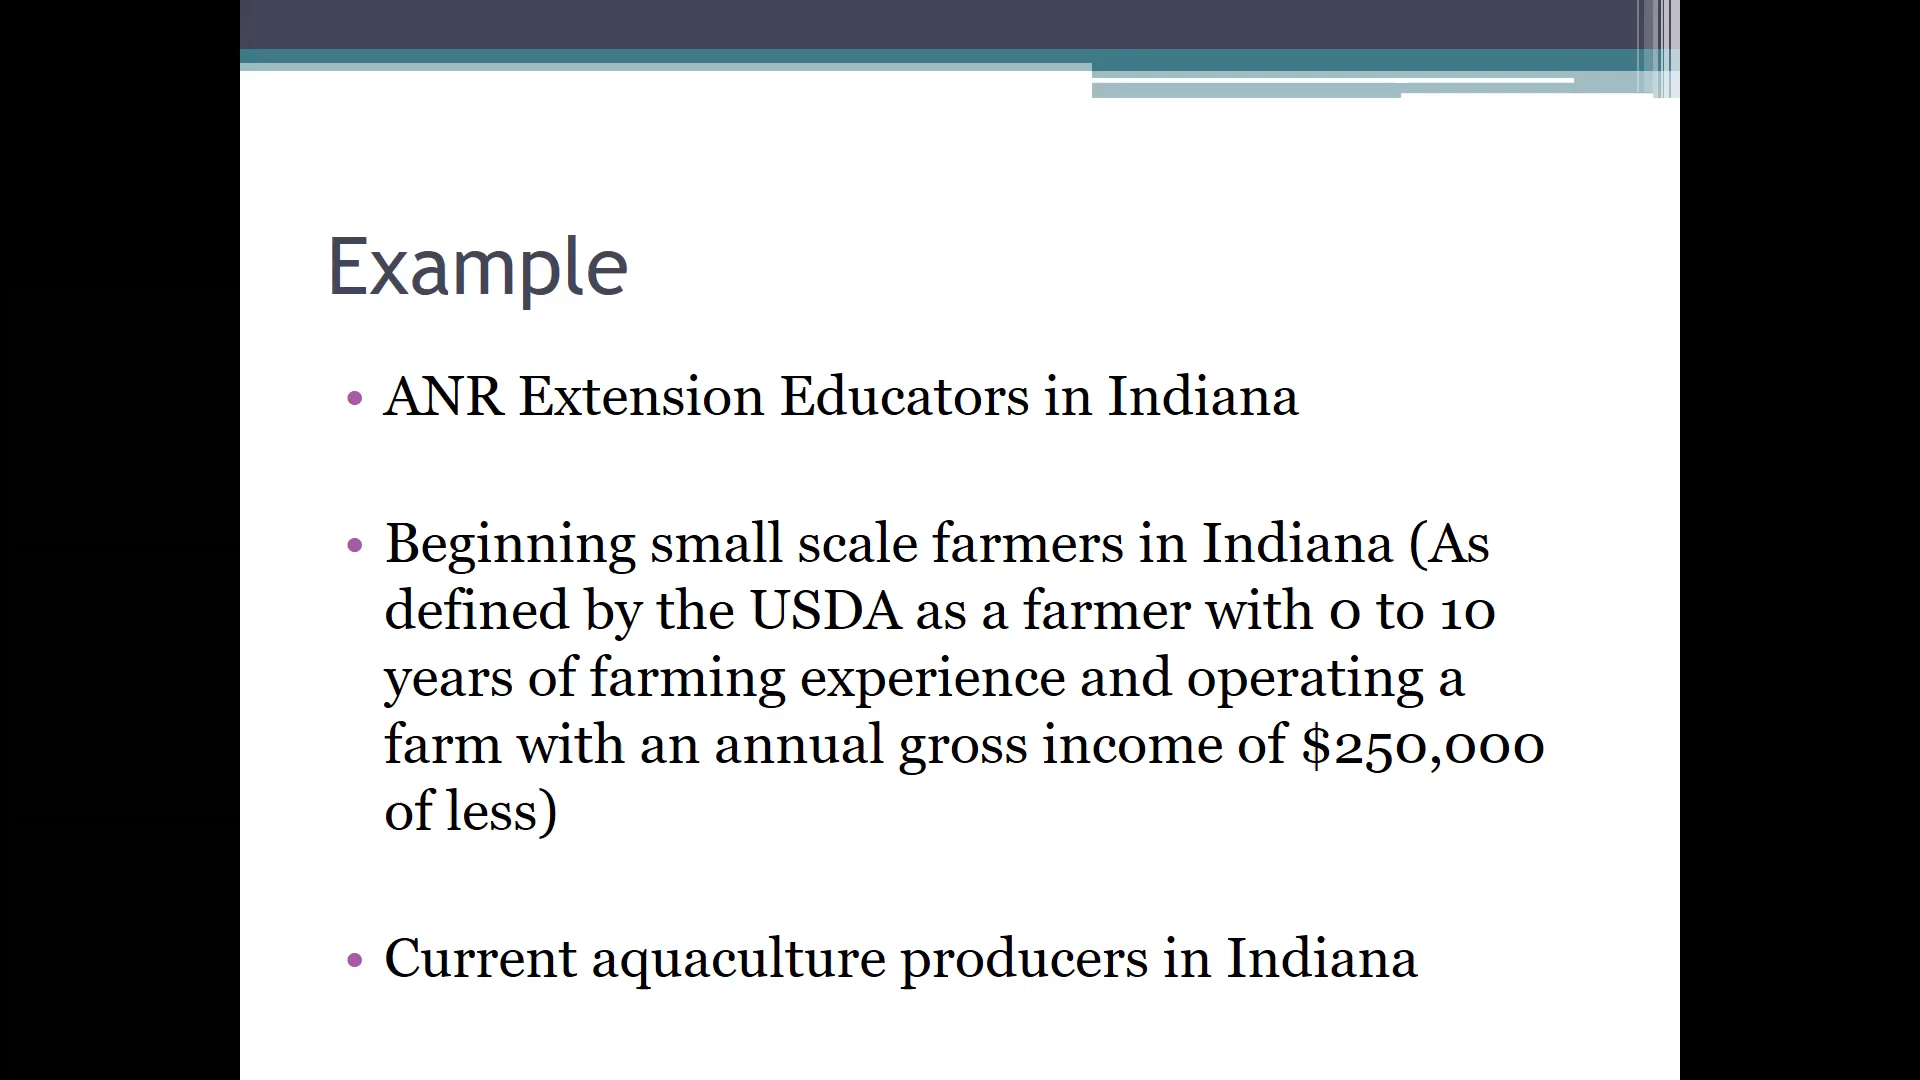 Example
• ANR Extension Educators in Indiana
• Beginning small scale farmers in Indiana (As
defined by the USDA as a farmer with 0 to 10
years of farming experience and operating a
farm with an annual gross income of $250,000
of less)
• Current aquaculture producers in Indiana